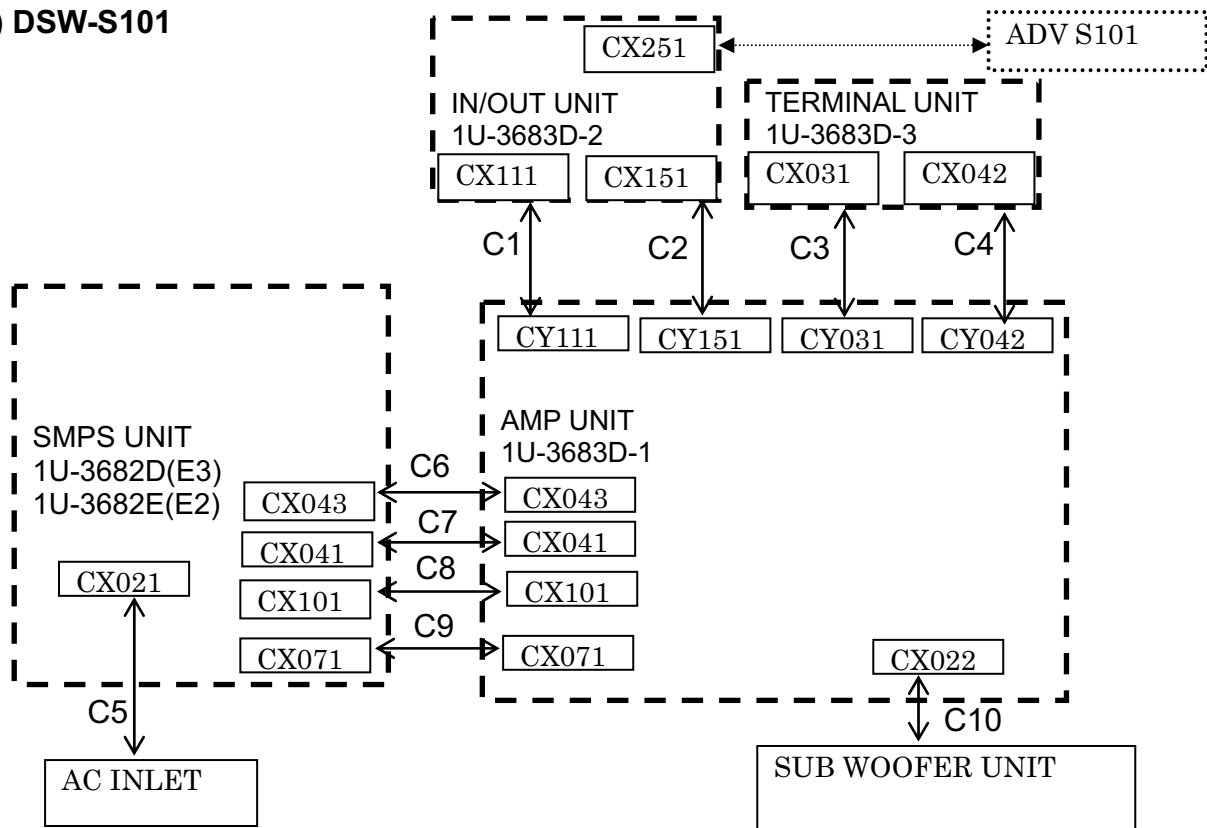 ) DSW-S101
CX251
ADV S101
IN/OUT UNIT
1U-3683D-2
TERMINAL UNIT
1U-3683D-3
CX111
CX151
CX031
CX042
C1
C2
C3
C4
CY111
CY151
CY031
CY042
SMPS UNIT
1U-3682D(E3)
1U-3682E(E2)
AMP UNIT
1U-3683D-1
C6
CX043
CX043
C7
CX041
CX041
C8
CX021
CX101
CX101
C9
CX071
CX071
CX022
C5
C10
AC INLET
SUB WOOFER UNIT